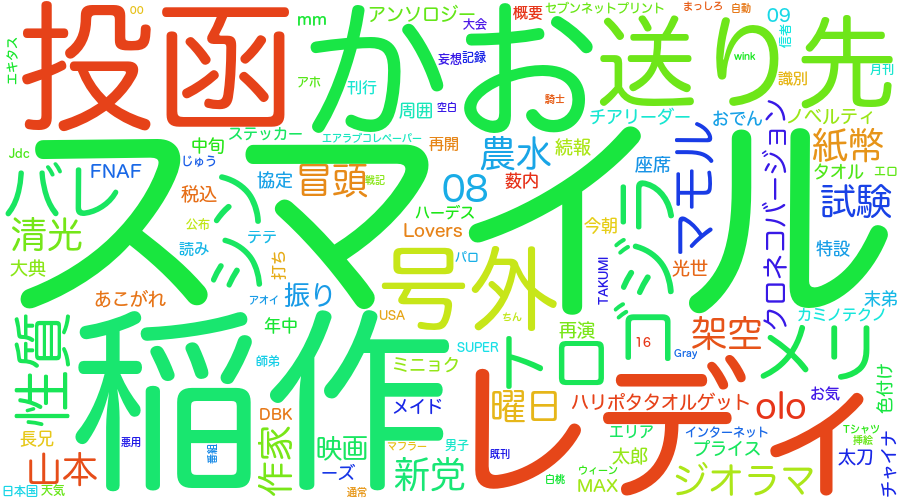 oo
まっしろ
自動
セブンネットプリント
mm
アンソロジー
大会
概要
09
信者
投函
かお
送り先
エキタス
アホ
刊行
妄想
記録
wink
月刊
識別
空白
騎士
周囲
チアリーダー
おでん
ノベルティ
ステッカー
エアラブコレペーパー
中旬
再開
農水
続報
座席
マモル
紙幣
Jdc
じゅう
FNAF
協定
冒頭
戦記
薮内
タオル
エロ
スマイル
バレ
税込
08
ハーデス
Lovers
今朝
試験
クロネコバージョン
公布
清光
読み
テテ
打ち
パロ
号外
特設
大典
ツツ
光世
TAKUMI
あこがれ
アオイ
振り
USA
ちん
末弟
カミノテクノ
年中
再演
16
架空
メリ
性質
師弟
SUPER
トロコ
Gray
ミニョク
稲作
レディ
色付け
お気
メイド
曜日
ハリポタタオルゲット
olo
DBK
長兄
悪用
作家
映画
マフラー
男子
既刊
エリア
インターネット
Tシャツ
挿絵
プライス
太郎
太刀
チャイナ
山本
ーズ
新党
白桃
ウィーン
MAX
ジオラマ
日本国
天気
通常